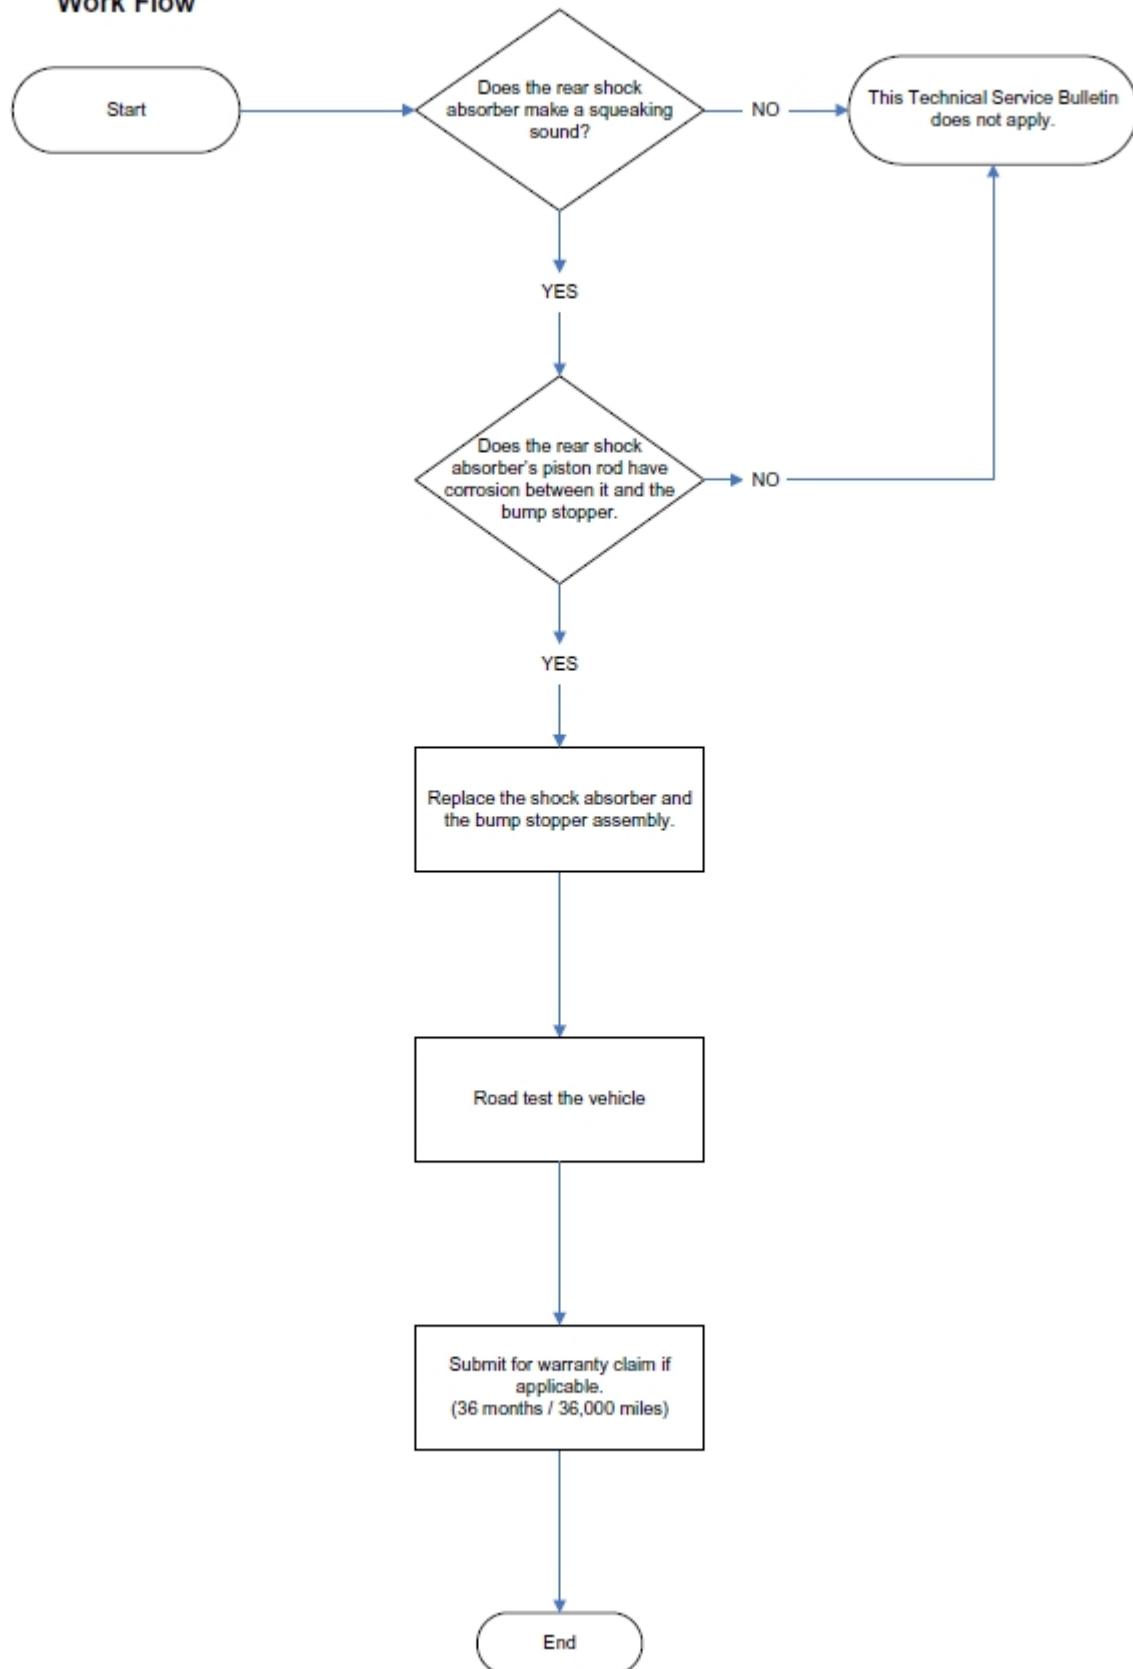 Work Flow
Start
Does the rear shock
absorber make a squeaking
sound?
NO
This Technical Service Bulletin
does not apply.
YES
Does the rear shock
absorber's piston rod have
corrosion between it and the
bump stopper.
NO
YES
Replace the shock absorber and
the bump stopper assembly.
Road test the vehicle
Submit for warranty claim if
applicable.
(36 months / 36,000 miles)
End